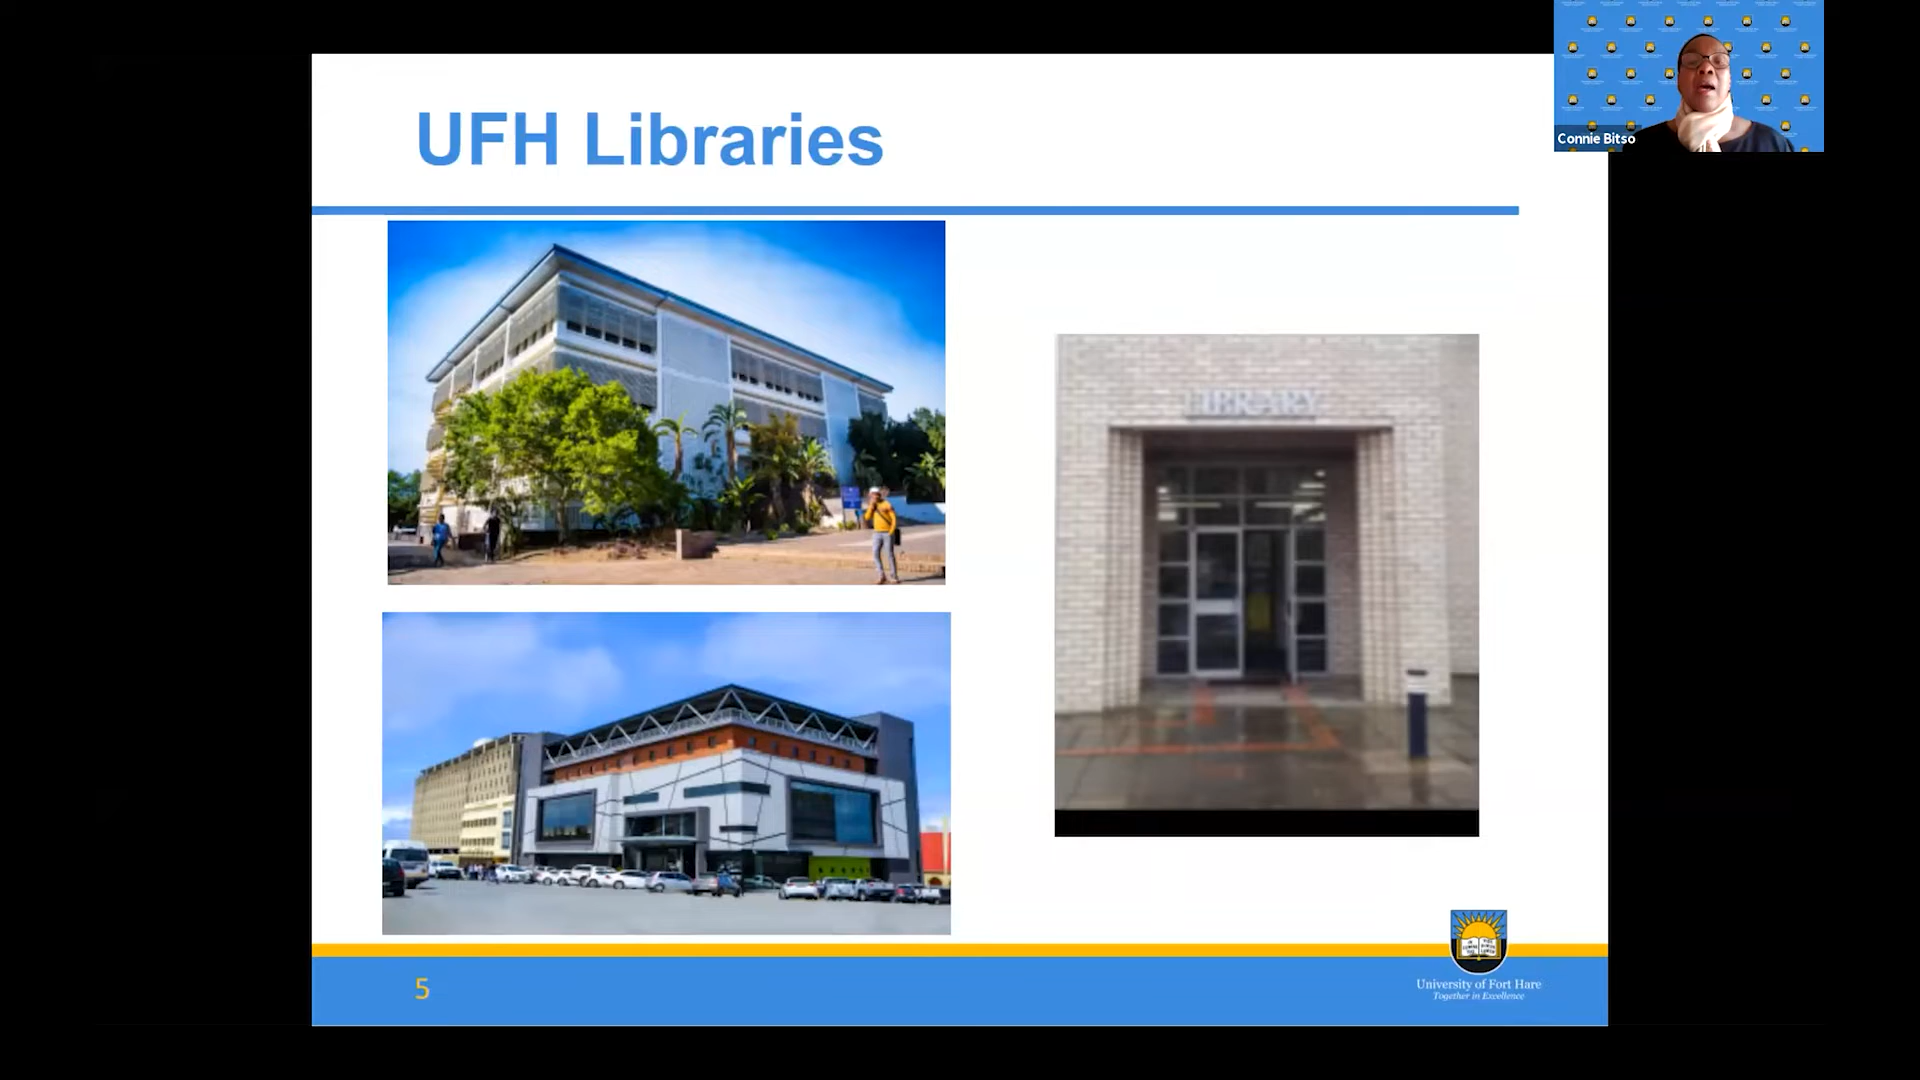 UFH Libraries
Connie Bitso
LIBRARY
5
University of Fort Hare
Together in Excellence